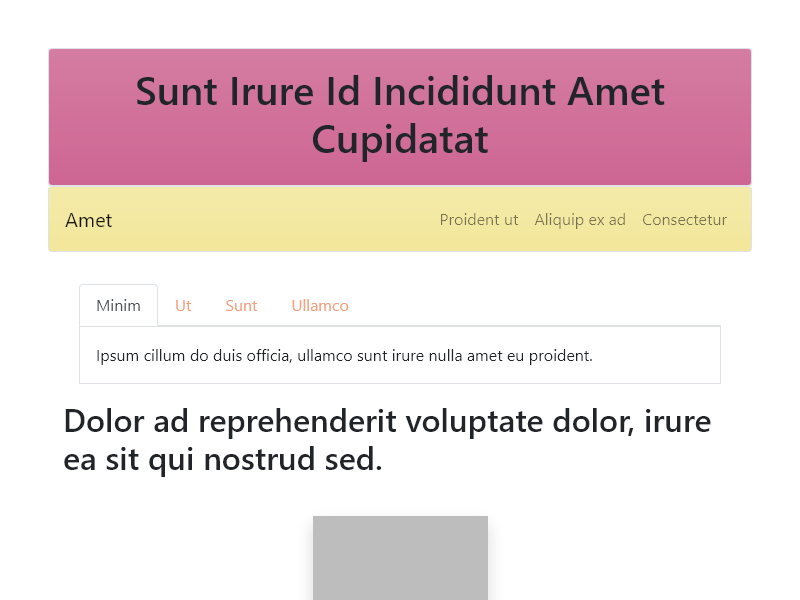 Sunt Irure Id Incididunt Amet
Cupidatat
Amet Proident ut Aliquip ex ad Consectetur
Minim Ut Sunt Ullamco
Ipsum cillum do duis officia, ullamco sunt irure nulla amet eu proident.
Dolor ad reprehenderit voluptate dolor, irure
ea sit qui nostrud sed.